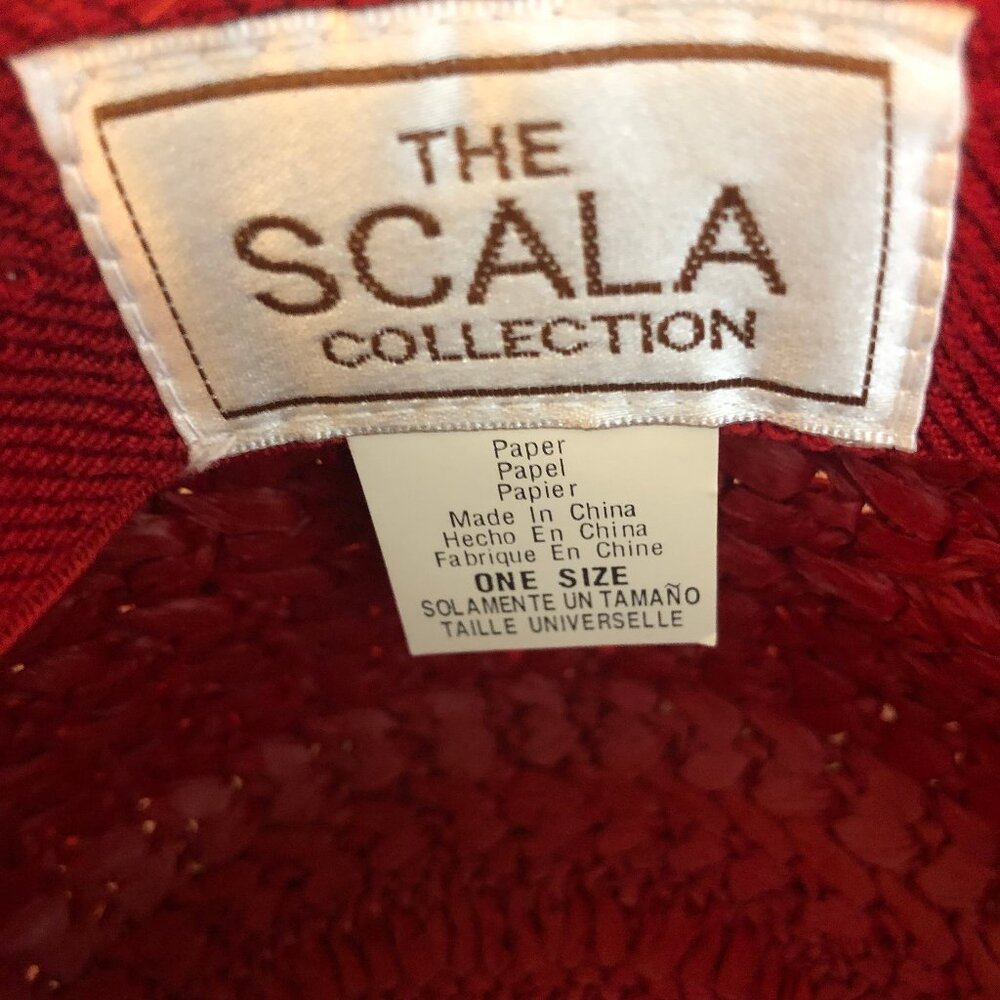 THE
SCALA
COLLECTION
Paper
Papel
Papier
Made In China
Hecho En China
Fabrique En Chine
ONE SIZE
SOLAMENTE UN TAMAÑO
TAILLE UNIVERSELLE